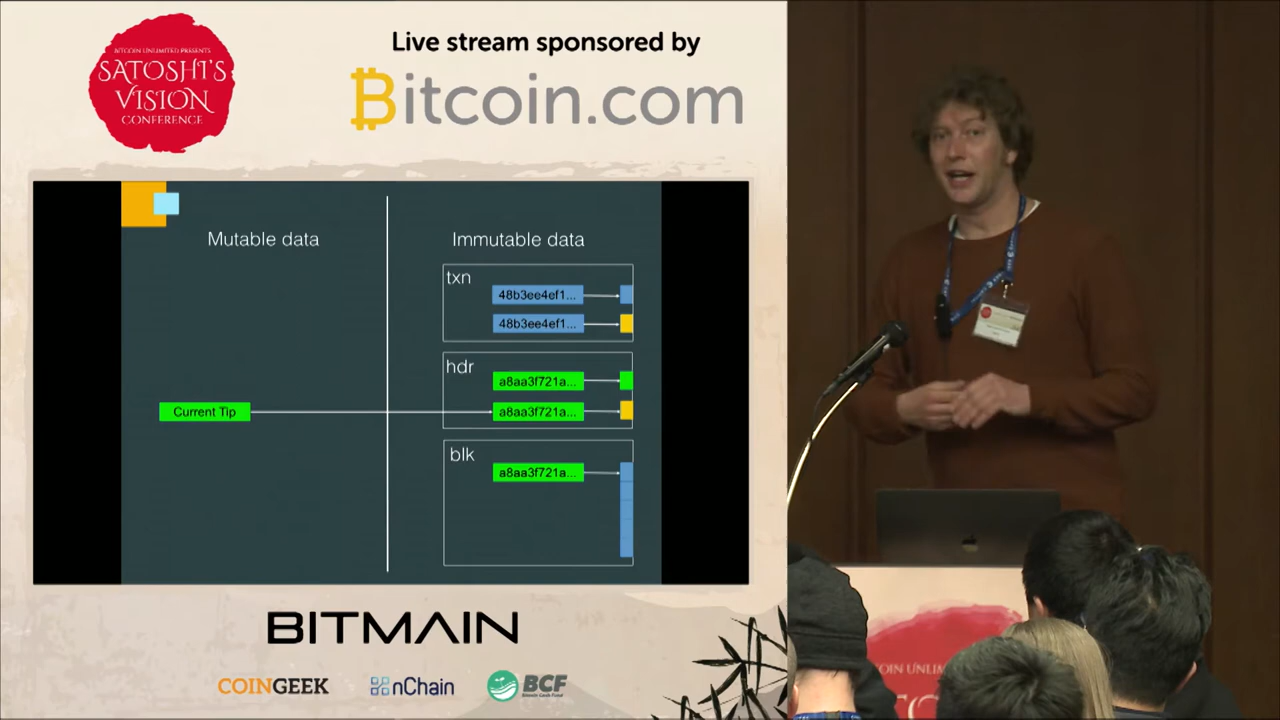 BITCOIN UNLIMITED PRESENTS
SATOSHI'S
VISION
CONFERENCE
Live stream sponsored by
Bitcoin.com
Mutable data
Immutable data
txn
48b3ee4ef1...
48b3ee4ef1...
hdr
a8aa3f721a...
Current Tip
a8aa3f721a...
blk
a8aa3f721a...
BITMAIN
COINGEEK
nChain
BCF